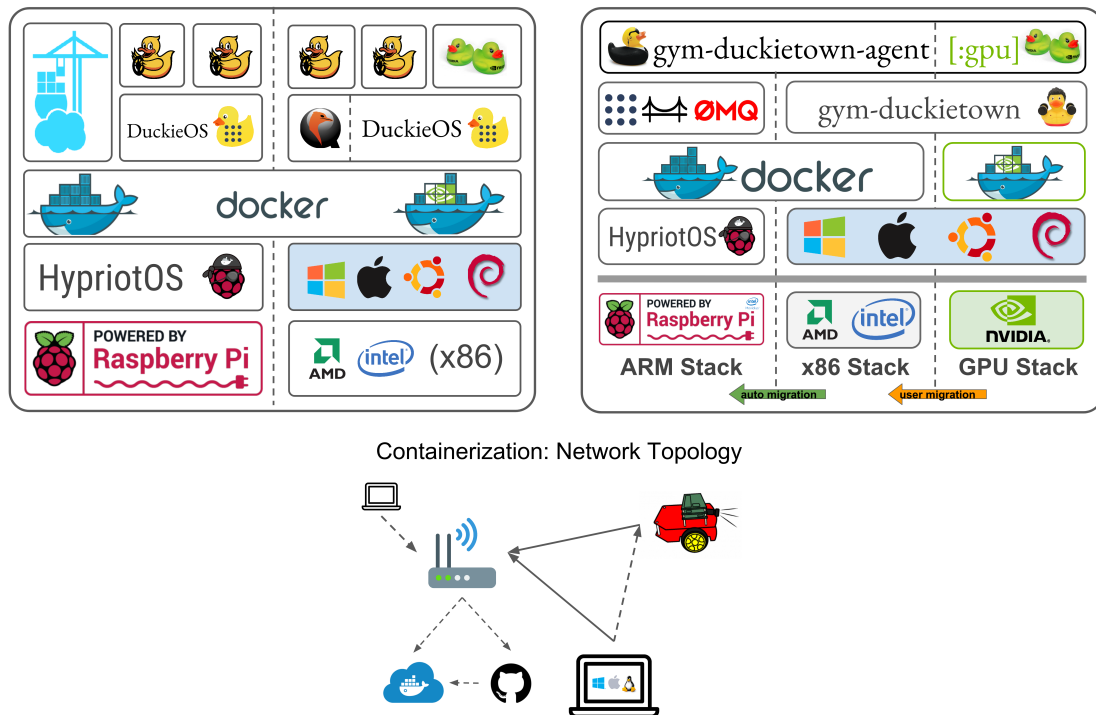 DuckieOS
DuckieOS
docker
HypriotOS
POWERED BY
Raspberry Pi
AMD
intel
(x86)
gym-duckietown-agent
[:gpu]
ØMQ
gym-duckietown
docker
HypriotOS
POWERED BY
Raspberry Pi
AMD
intel
NVIDIA.
ARM Stack
x86 Stack
GPU Stack
auto migration
user migration
Containerization: Network Topology